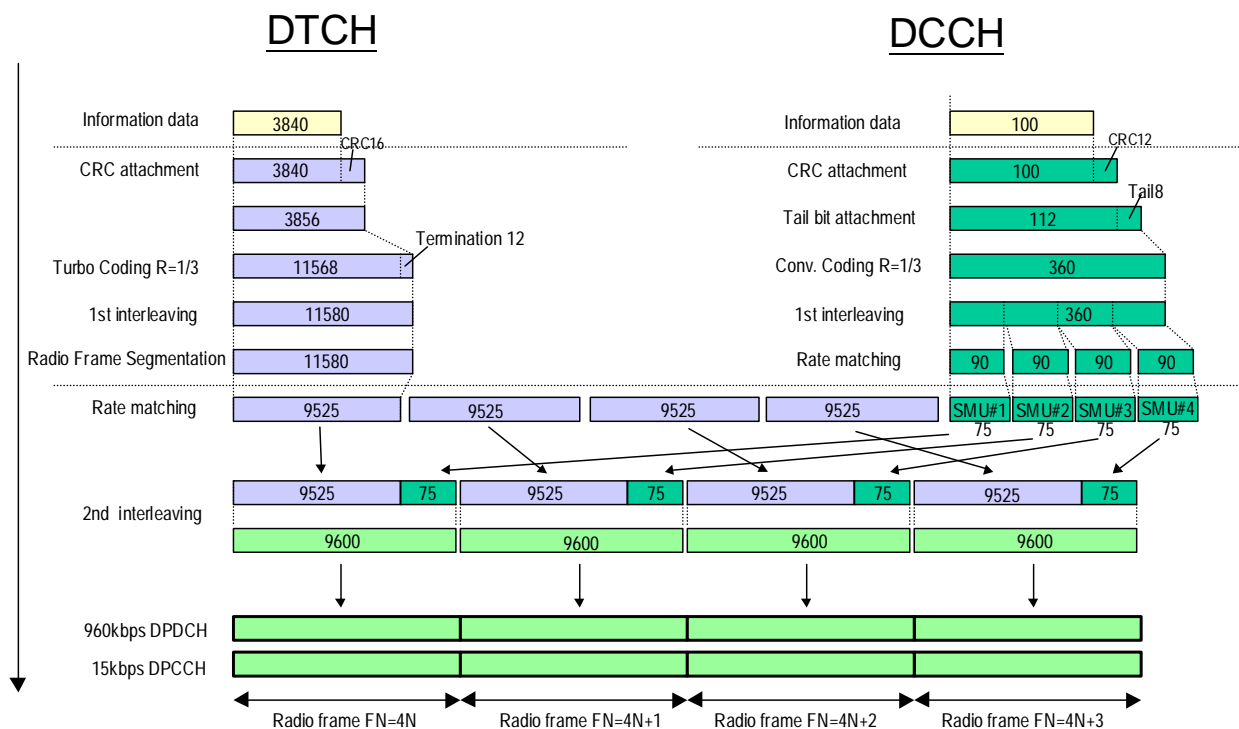 DTCH DCCH
Information data 3840 Information data 100
CRC16 CRC12
CRC attachment 3840 CRC attachment 100
Tail8
3856 Tail bit attachment 112
Termination 12
Turbo Coding R=1/3 11568 Conv. Coding R=1/3 360
1st interleaving 11580 1st interleaving 360
Radio Frame Segmentation 11580 Rate matching 90 90 90 90
Rate matching 9525 9525 9525 9525 SMU#1 SMU#2 SMU#3 SMU#4
75 75 75 75
9525 75 9525 75 9525 75 9525 75
2nd interleaving
9600 9600 9600 9600
960kbps DPDCH
15kbps DPCCH
Radio frame FN=4N Radio frame FN=4N+1 Radio frame FN=4N+2 Radio frame FN=4N+3